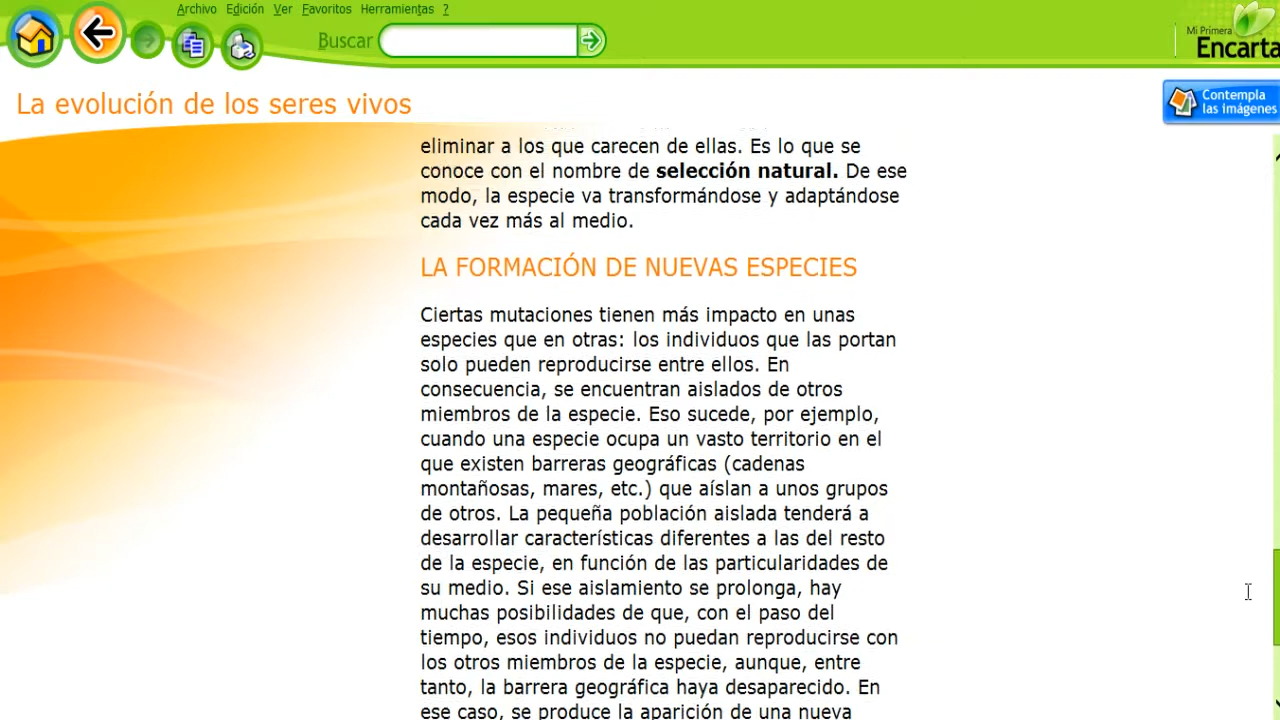 Archivo Edición Ver Favoritos Herramientas ?
Buscar
Mi Primera
Encarta
La evolución de los seres vivos
Contempla
las imágenes
eliminar a los que carecen de ellas. Es lo que se
conoce con el nombre de selección natural. De ese
modo, la especie va transformándose y adaptándose
cada vez más al medio.
LA FORMACIÓN DE NUEVAS ESPECIES
Ciertas mutaciones tienen más impacto en unas
especies que en otras: los individuos que las portan
solo pueden reproducirse entre ellos. En
consecuencia, se encuentran aislados de otros
miembros de la especie. Eso sucede, por ejemplo,
cuando una especie ocupa un vasto territorio en el
que existen barreras geográficas (cadenas
montañosas, mares, etc.) que aíslan a unos grupos
de otros. La pequeña población aislada tenderá a
desarrollar características diferentes a las del resto
de la especie, en función de las particularidades de
su medio. Si ese aislamiento se prolonga, hay
muchas posibilidades de que, con el paso del
tiempo, esos individuos no puedan reproducirse con
los otros miembros de la especie, aunque, entre
tanto, la barrera geográfica haya desaparecido. En
ese caso, se produce la aparición de una nueva